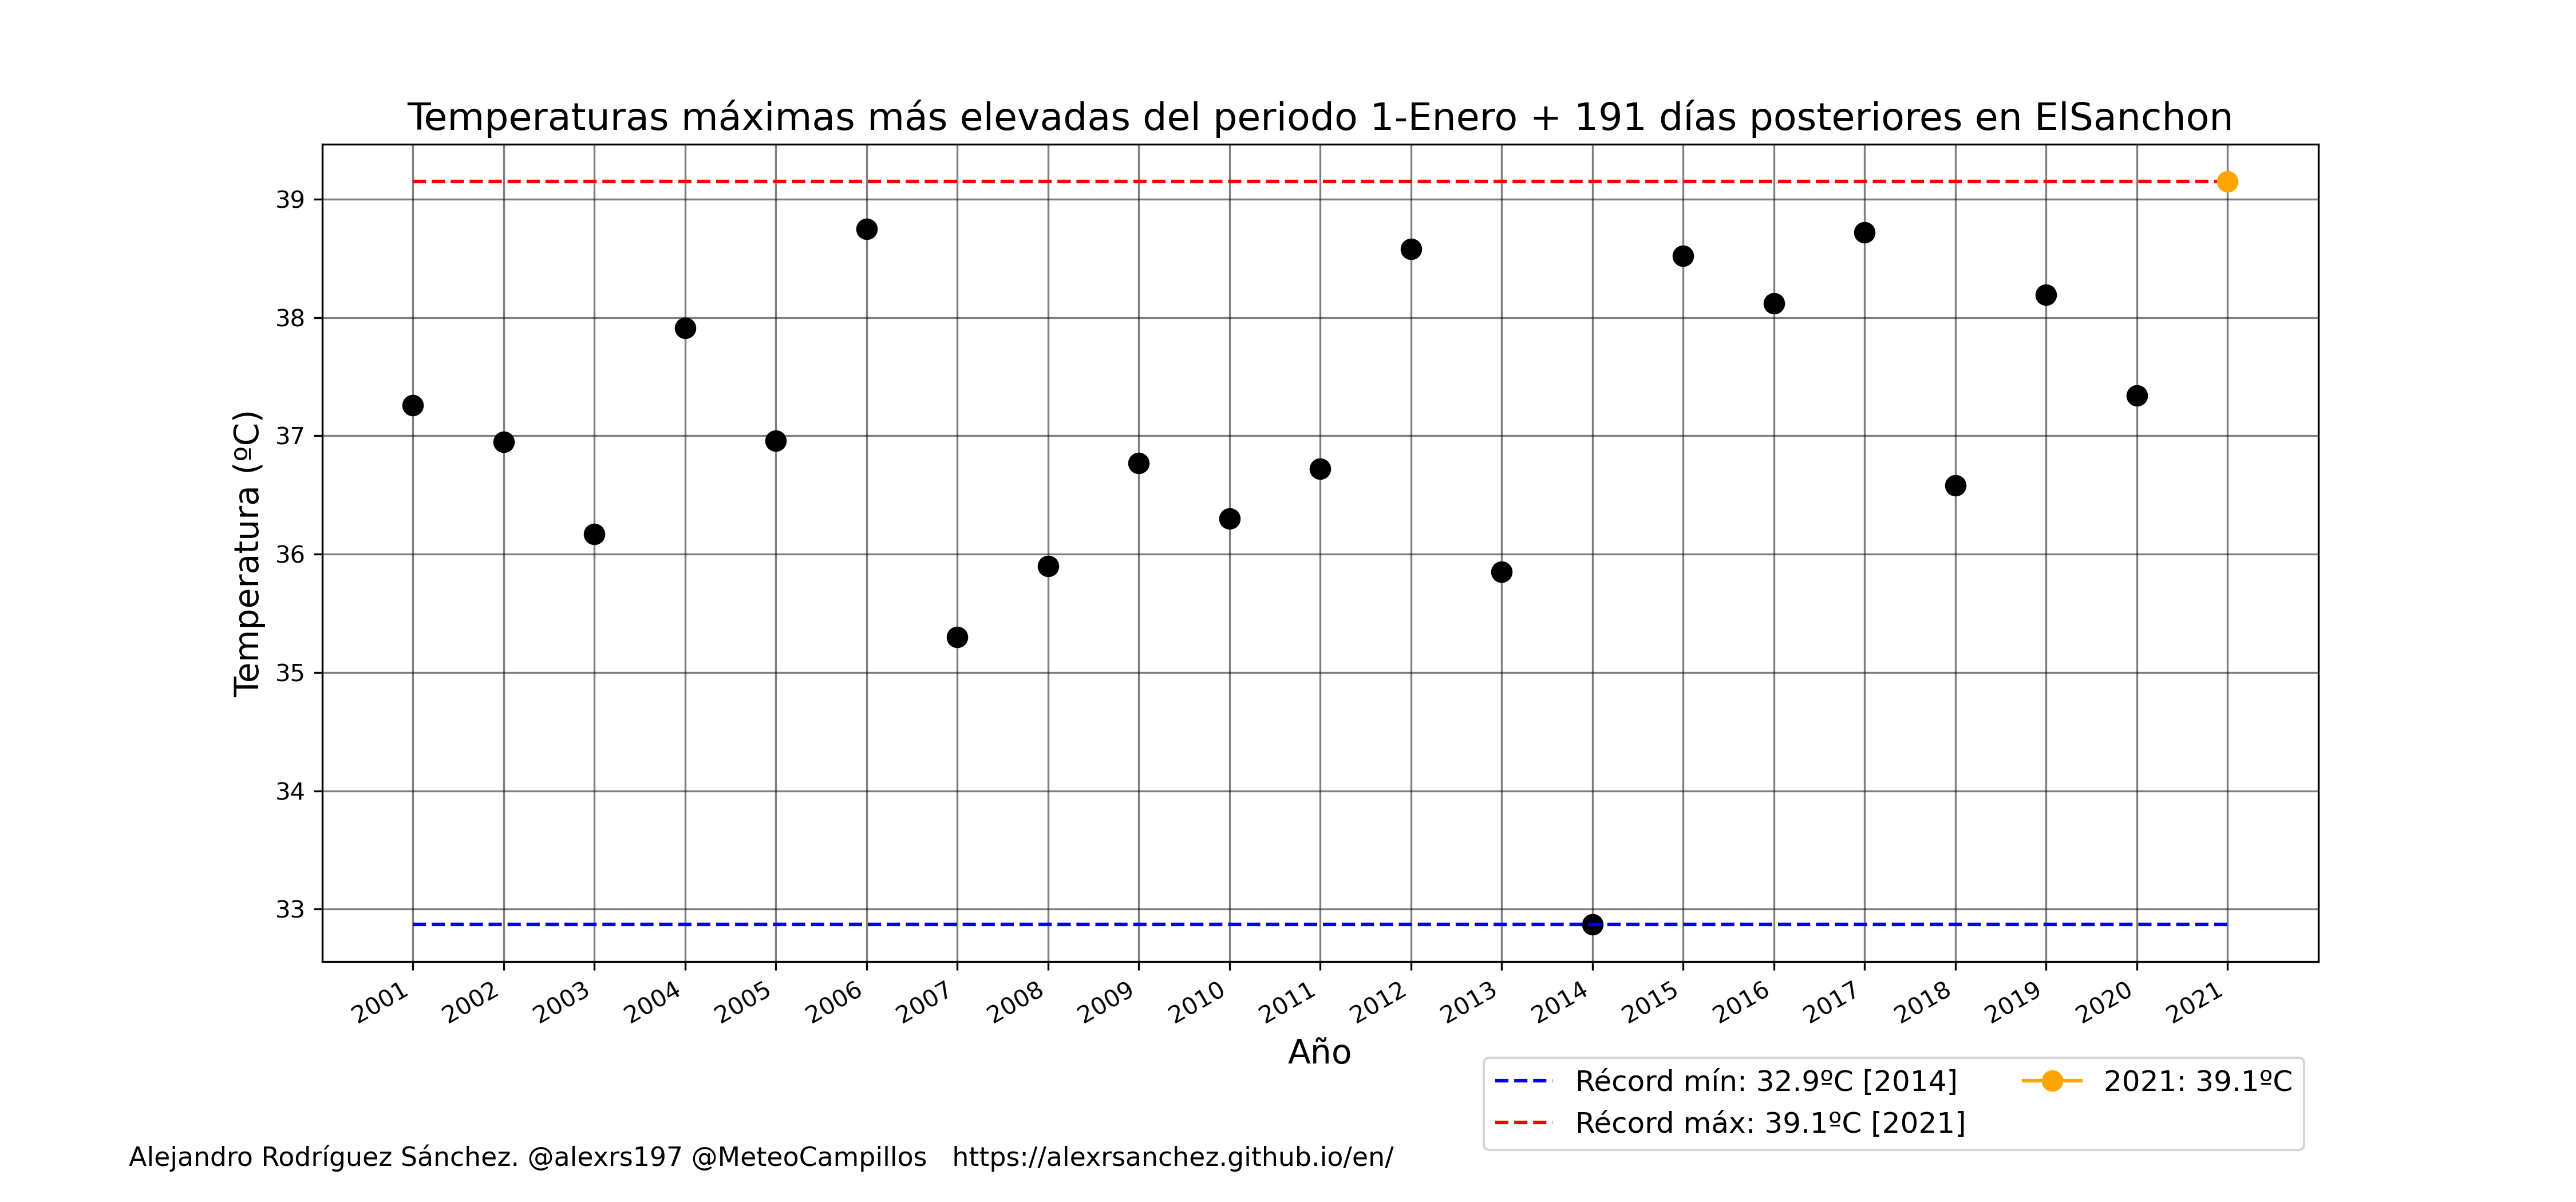 Temperaturas máximas más elevadas del periodo 1-Enero + 191 días posteriores en ElSanchon
Temperatura (ºC)
39
38
37
36
35
34
33
2001 2002 2003 2004 2005 2006 2007 2008 2009 2010 2011 2012 2013 2014 2015 2016 2017 2018 2019 2020 2021
Año
Récord mín: 32.9ºC [2014]
Récord máx: 39.1ºC [2021]
2021: 39.1ºC
Alejandro Rodríguez Sánchez. @alexrs197 @MeteoCampillos https://alexrsanchez.github.io/en/